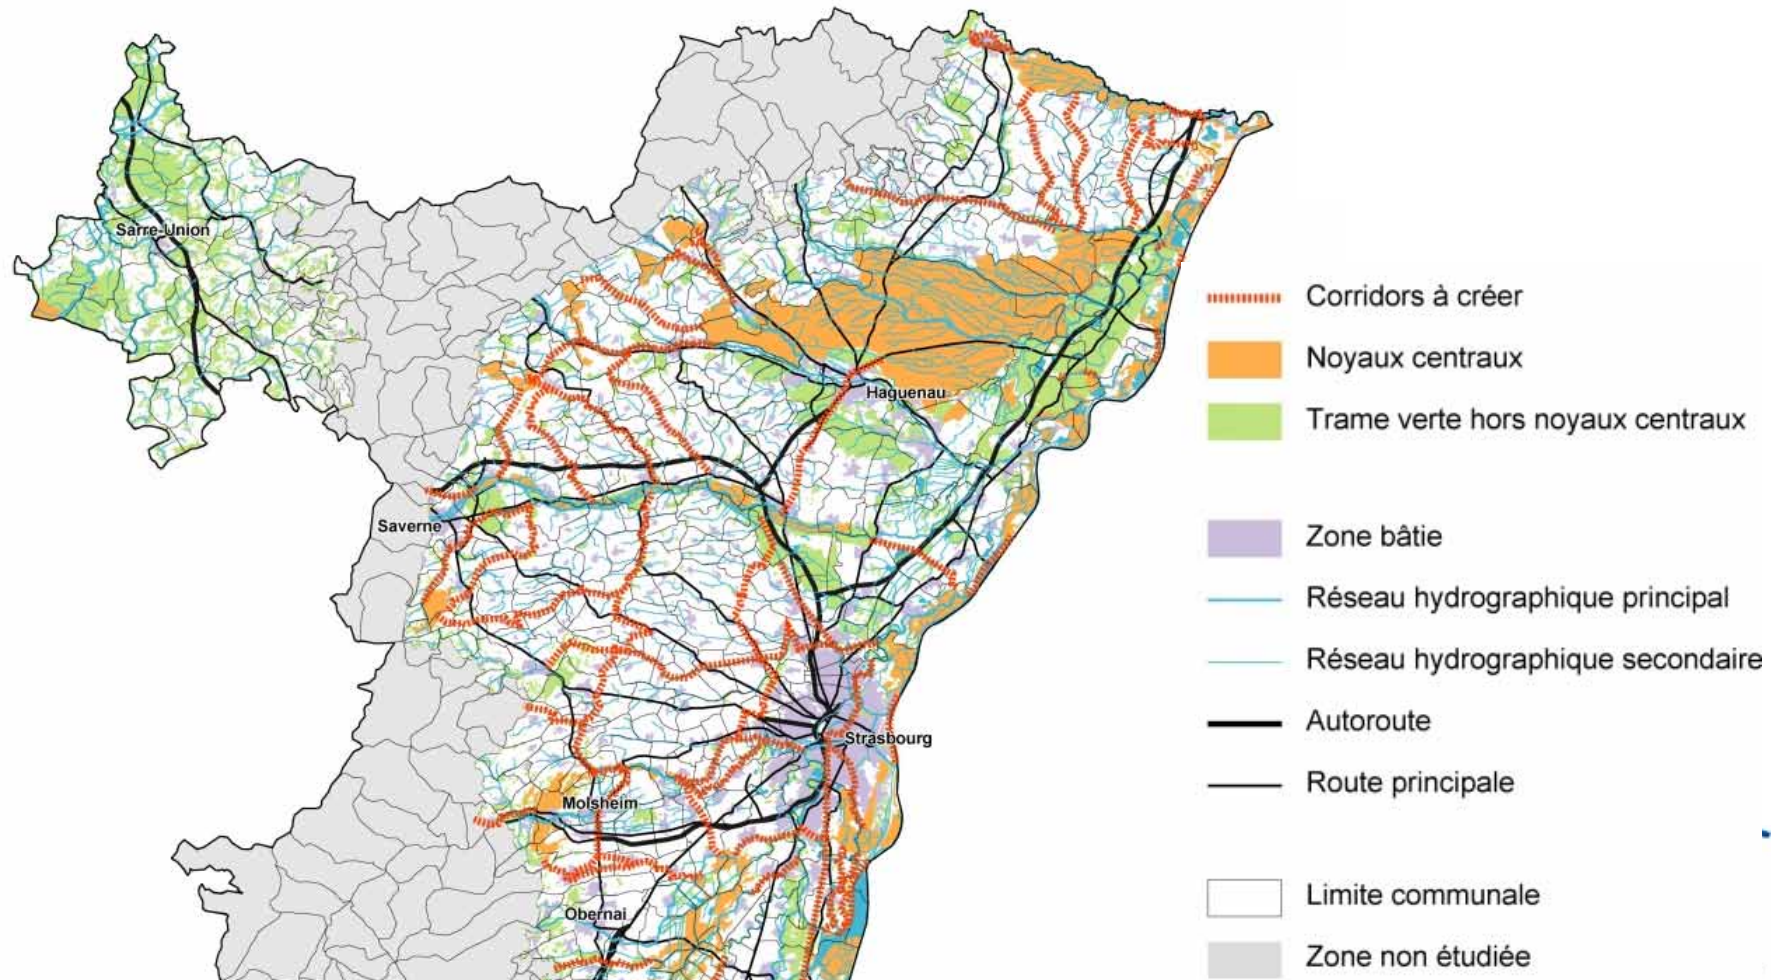 Sarre-Union
Haguenau
Saverne
Strasbourg
Molsheim
Obernai
Corridors à créer
Noyaux centraux
Trame verte hors noyaux centraux
Zone bâtie
Réseau hydrographique principal
Réseau hydrographique secondaire
Autoroute
Route principale
Limite communale
Zone non étudiée